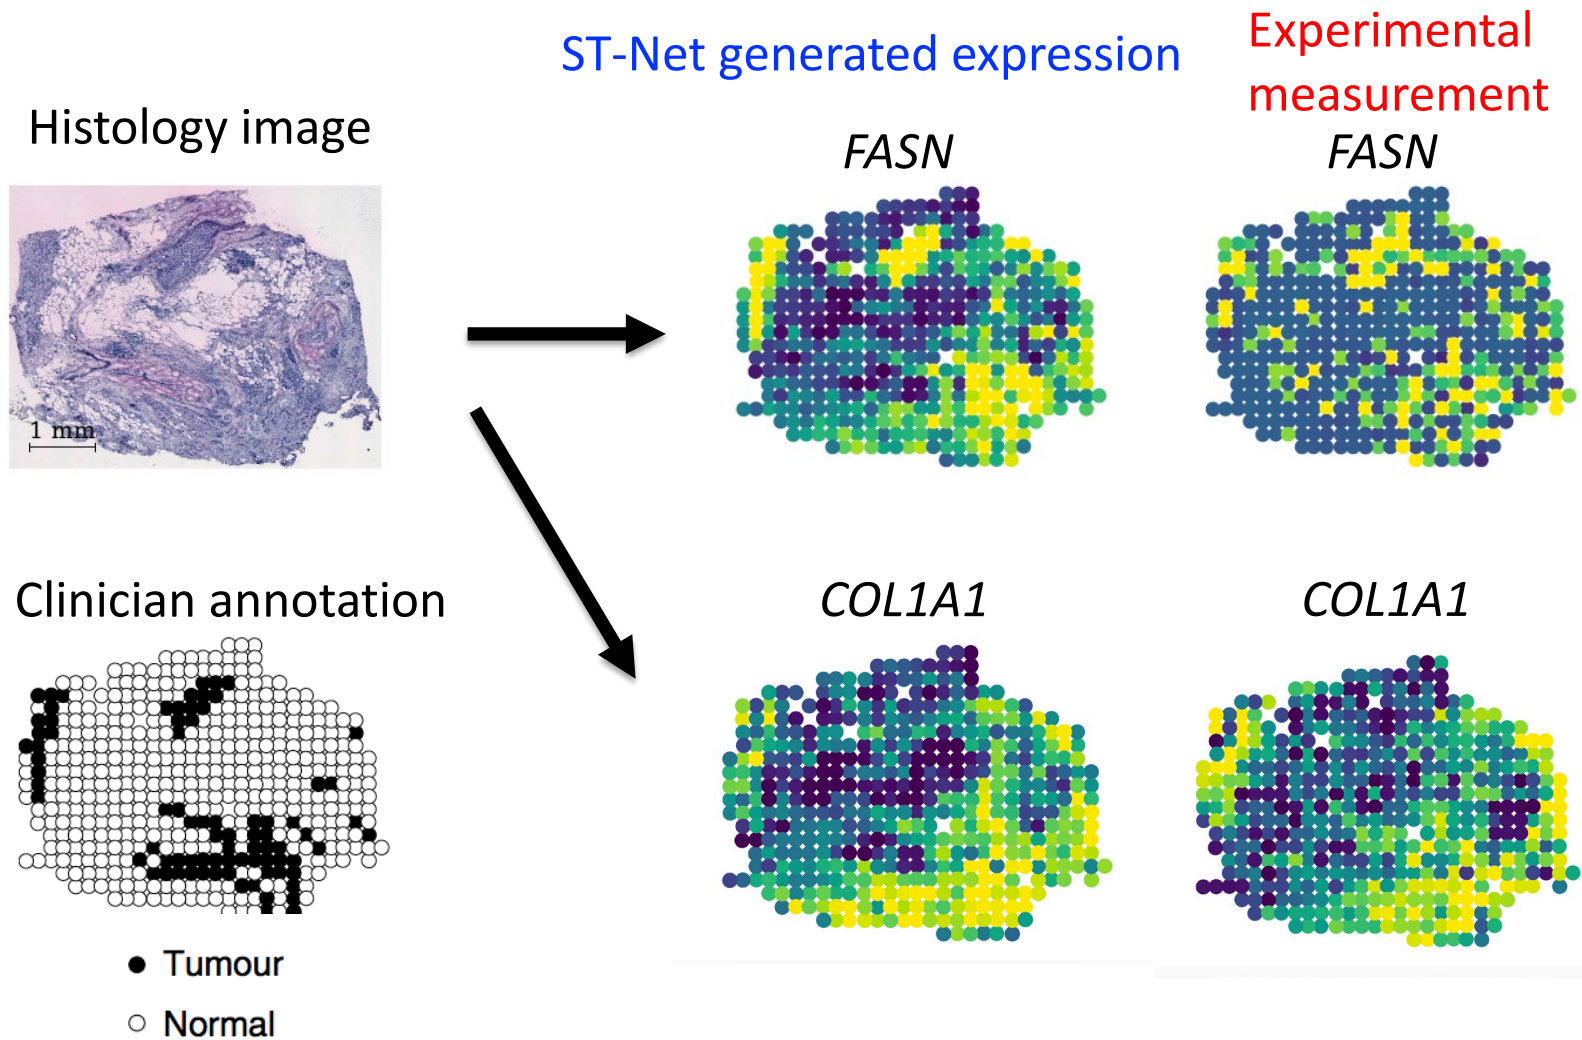 ST-Net generated expression
Experimental
measurement
Histology image
FASN
FASN
1 mm
Clinician annotation
COL1A1
COL1A1
Tumour
Normal